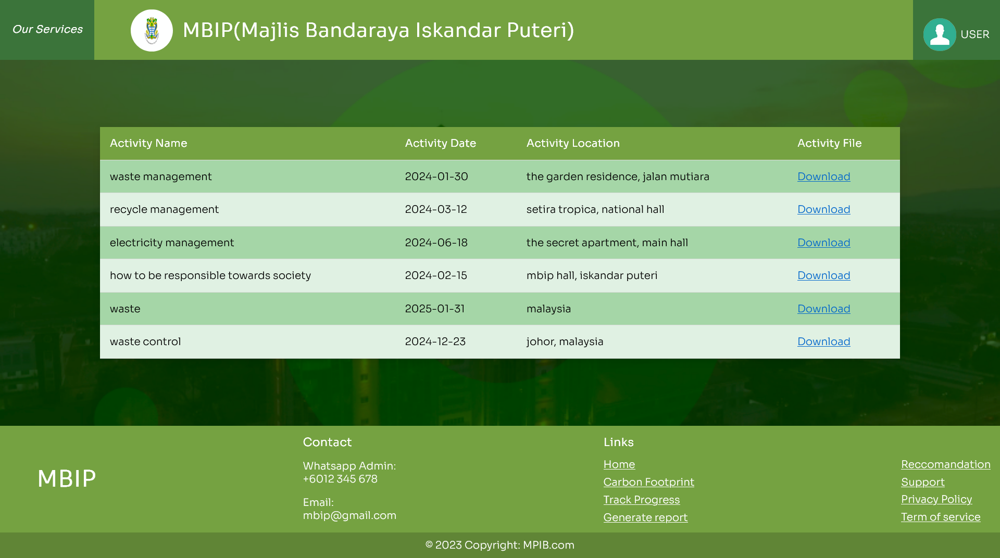 Our Services
MBIP(Majlis Bandaraya Iskandar Puteri)
USER
Activity Name Activity Date Activity Location Activity File
waste management 2024-01-30 the garden residence, jalan mutiara Download
recycle management 2024-03-12 setira tropica, national hall Download
electricity management 2024-06-18 the secret apartment, main hall Download
how to be responsible towards society 2024-02-15 mbip hall, iskandar puteri Download
waste 2025-01-31 malaysia Download
waste control 2024-12-23 johor, malaysia Download
MBIP
Contact
Whatsapp Admin:
+6012 345 678
Email:
mbip@gmail.com
Links
Home
Carbon Footprint
Track Progress
Generate report
Reccomandation
Support
Privacy Policy
Term of service
© 2023 Copyright: MPIB.com